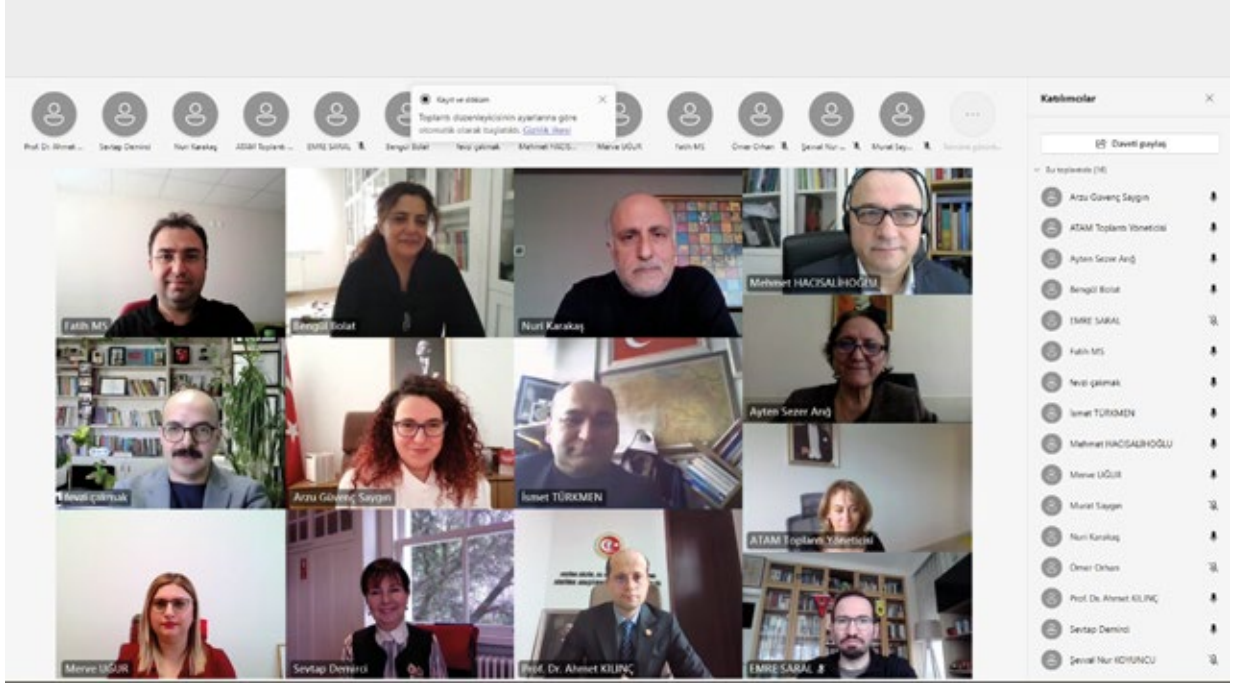 Kayıt ve döküm
Toplantı düzenleyicisinin ayarlarına göre
otomatik olarak başlatıldı. Gizlilik ilkesi
Prof. Dr. Ahmet ...
Sevtap Demirci
Nuri Karakaş
ATAM Toplantı ...
EMRE SARAL
Bengül Bolat
fevzi çakmak
Mehmet HACIS...
Merve UĞUR
Fatih MS
Ömer Orhan
Şevval Nur ...
Murat Say...
Fatih MS
Bengül Bolat
Nuri Karakaş
Mehmet HACISALİHOĞLU
fevzi çakmak
Arzu Güvenç Saygın
İsmet TÜRKMEN
Ayten Sezer Arığ
ATAM Toplantı Yöneticisi
Merve UĞUR
Sevtap Demirci
Prof. Dr. Ahmet KILINÇ
EMRE SARAL
Katılımcılar
Daveti paylaş
Bu toplantıda (16)
Arzu Güvenç Saygın
ATAM Toplantı Yöneticisi
Ayten Sezer Arığ
Bengül Bolat
EMRE SARAL
Fatih MS
fevzi çakmak
İsmet TÜRKMEN
Mehmet HACISALİHOĞLU
Merve UĞUR
Murat Saygın
Nuri Karakaş
Ömer Orhan
Prof. Dr. Ahmet KILINÇ
Sevtap Demirci
Şevval Nur KOYUNCU